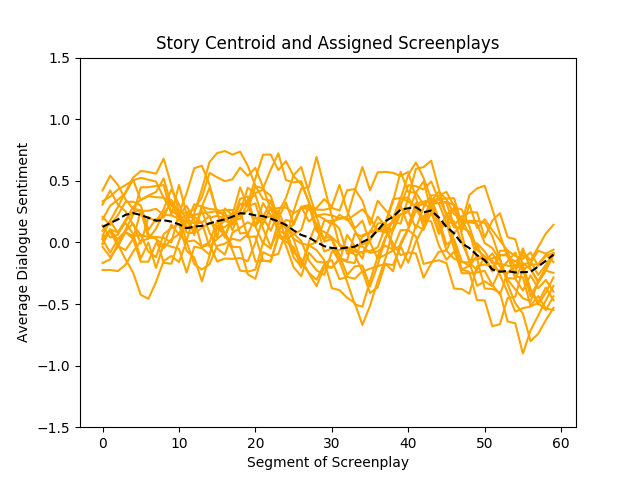 Story Centroid and Assigned Screenplays
1.5
1.0
0.5
0.0
−0.5
−1.0
−1.5
Average Dialogue Sentiment
0 10 20 30 40 50 60
Segment of Screenplay